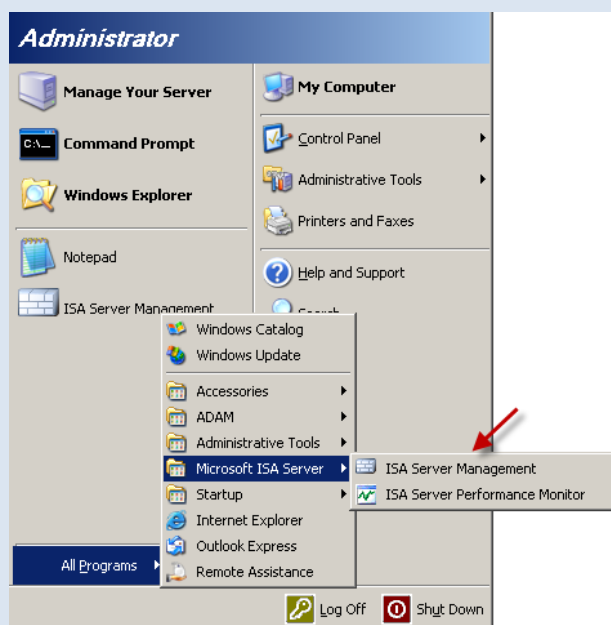 Administrator
Manage Your Server
C:\_
Command Prompt
Windows Explorer
Notepad
ISA Server Management
My Computer
Control Panel
Administrative Tools
Printers and Faxes
Help and Support
Search
Windows Catalog
Windows Update
Accessories
ADAM
Administrative Tools
Microsoft ISA Server
Startup
Internet Explorer
Outlook Express
Remote Assistance
ISA Server Management
ISA Server Performance Monitor
All Programs
Log Off
Shut Down